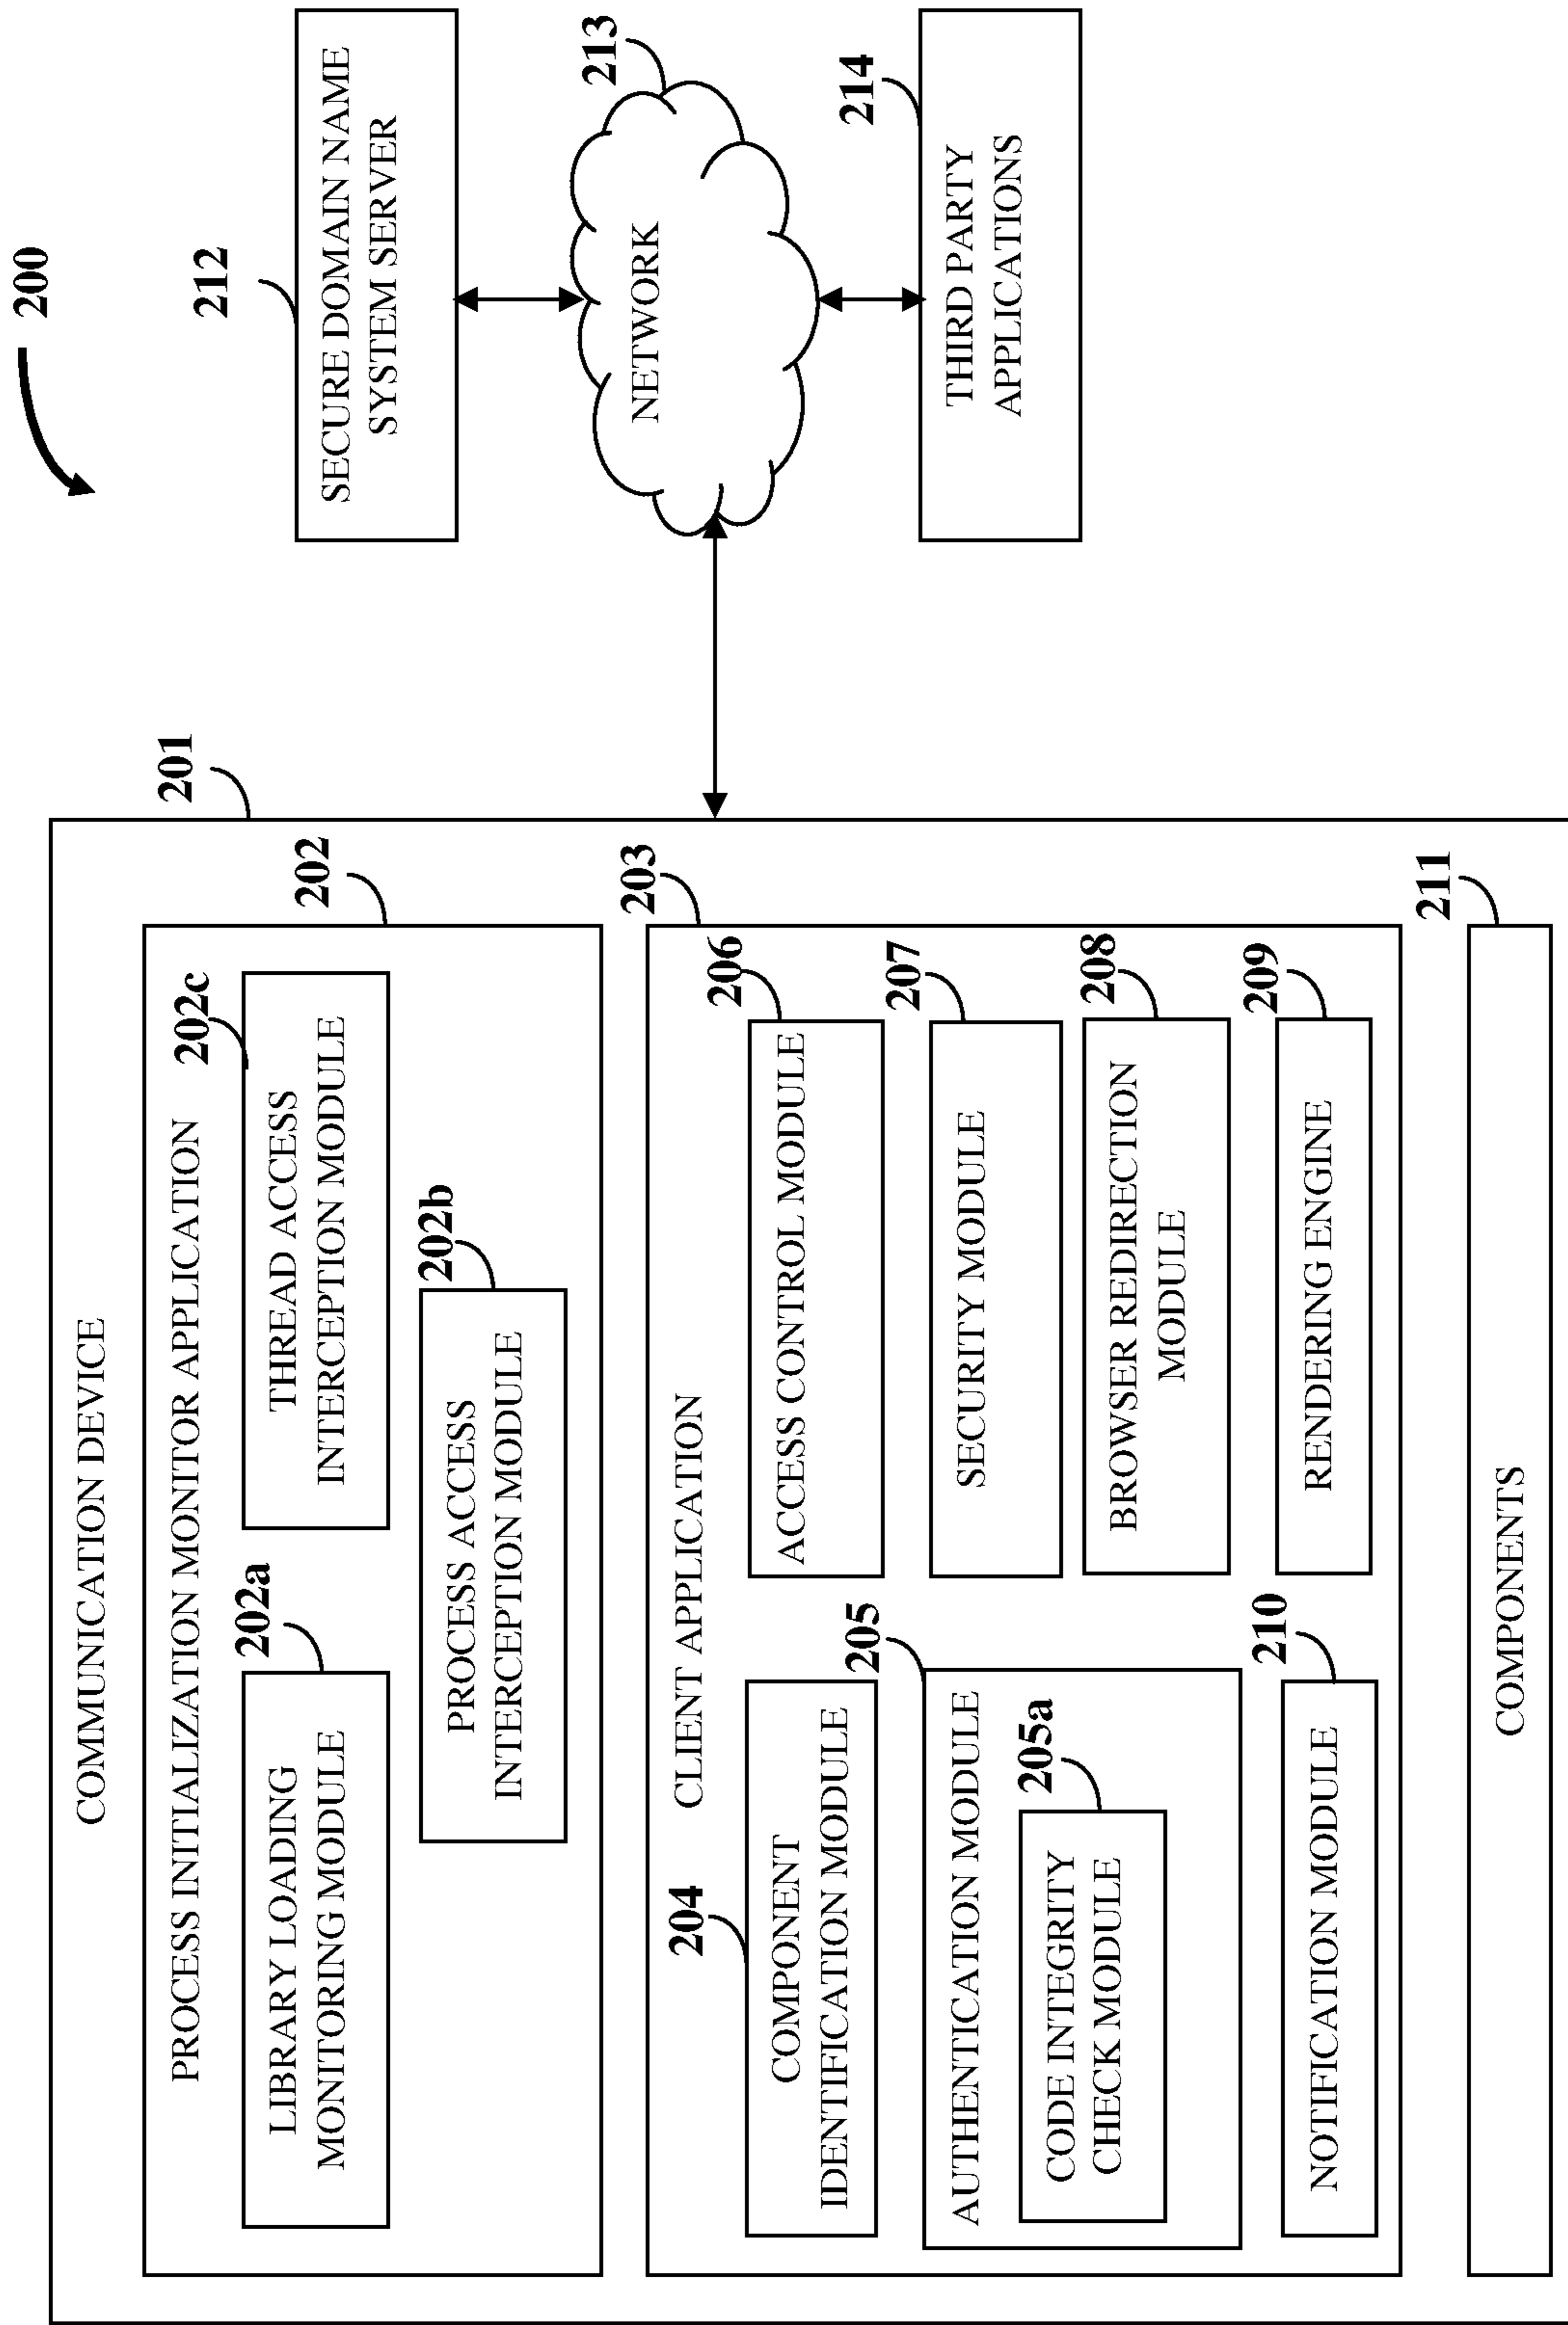 200
COMMUNICATION DEVICE
201
PROCESS INITIALIZATION MONITOR APPLICATION
202
202a
LIBRARY LOADING
MONITORING MODULE
202c
THREAD ACCESS
INTERCEPTION MODULE
202b
PROCESS ACCESS
INTERCEPTION MODULE
CLIENT APPLICATION
203
204
COMPONENT
IDENTIFICATION MODULE
205
AUTHENTICATION MODULE
205a
CODE INTEGRITY
CHECK MODULE
210
NOTIFICATION MODULE
206
ACCESS CONTROL MODULE
207
SECURITY MODULE
208
BROWSER REDIRECTION
MODULE
209
RENDERING ENGINE
211
COMPONENTS
212
SECURE DOMAIN NAME
SYSTEM SERVER
213
NETWORK
214
THIRD PARTY
APPLICATIONS